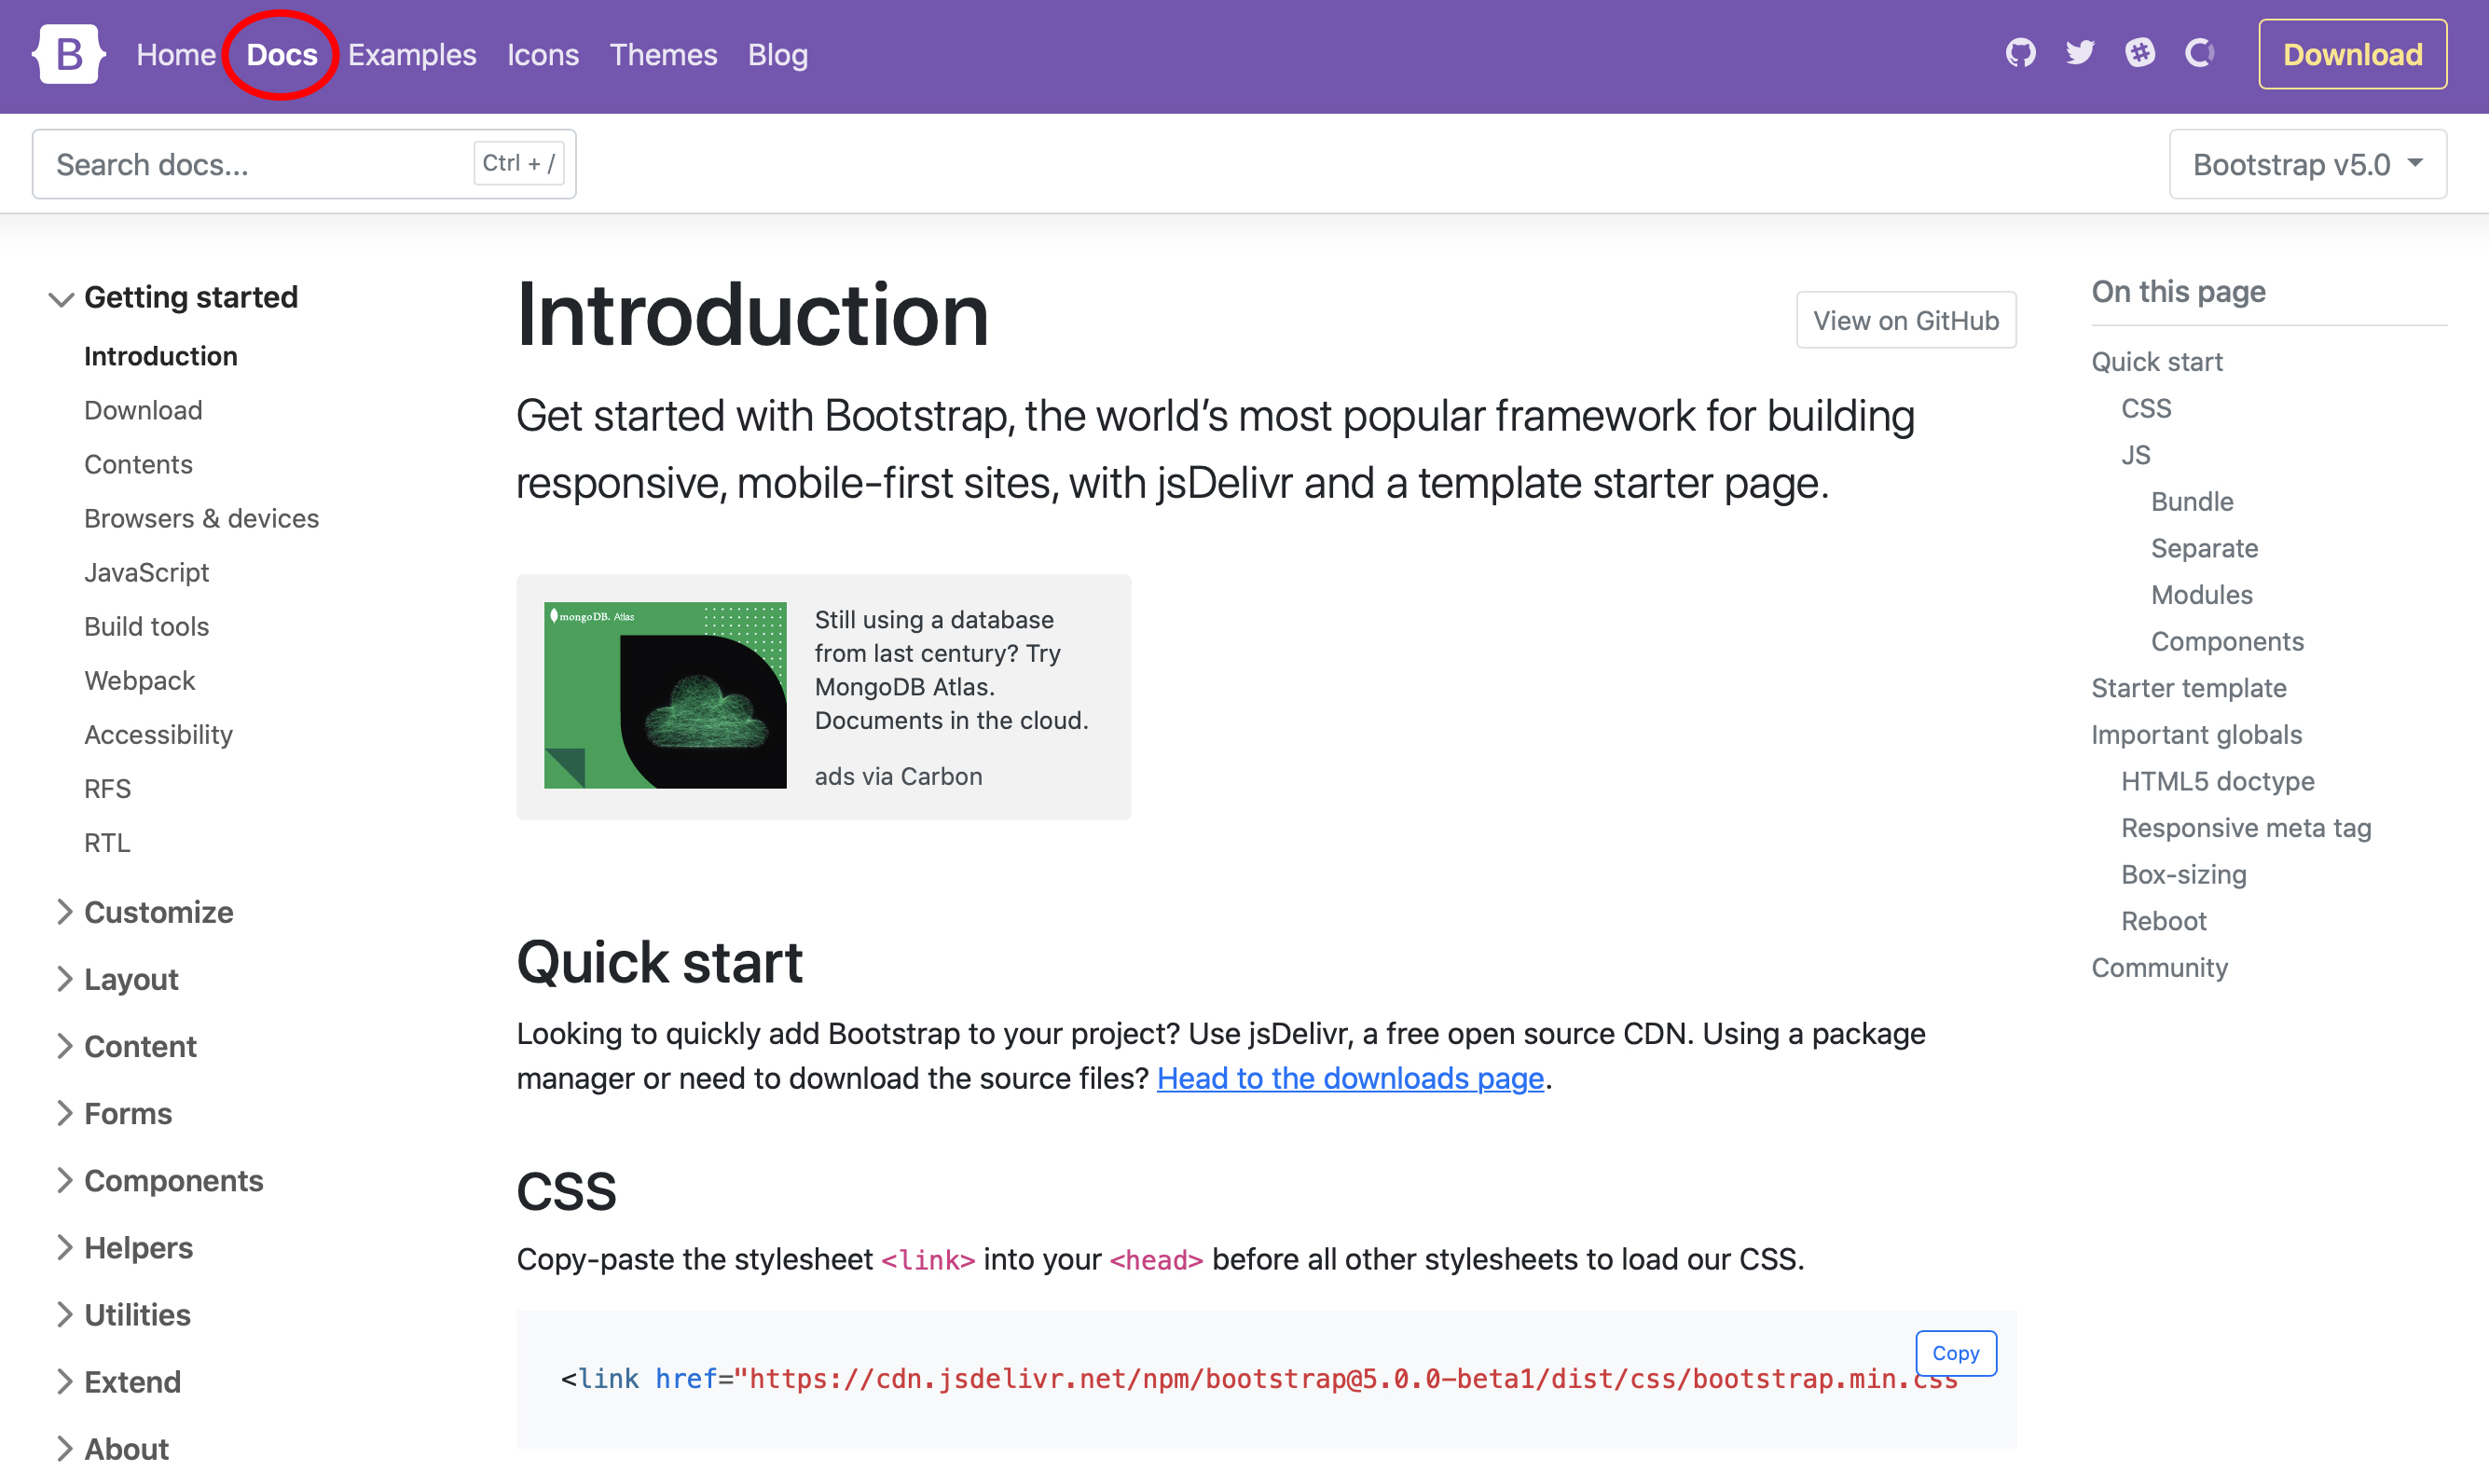 B Home Docs Examples Icons Themes Blog Download
Search docs... Ctrl + / Bootstrap v5.0
Getting started
Introduction
Download
Contents
Browsers & devices
JavaScript
Build tools
Webpack
Accessibility
RFS
RTL
Customize
Layout
Content
Forms
Components
Helpers
Utilities
Extend
About
Introduction
View on GitHub
Get started with Bootstrap, the world’s most popular framework for building
responsive, mobile-first sites, with jsDelivr and a template starter page.
mongoDB. Atlas
Still using a database
from last century? Try
MongoDB Atlas.
Documents in the cloud.
ads via Carbon
Quick start
Looking to quickly add Bootstrap to your project? Use jsDelivr, a free open source CDN. Using a package
manager or need to download the source files? Head to the downloads page.
CSS
Copy-paste the stylesheet <link> into your <head> before all other stylesheets to load our CSS.
Copy
<link href="https://cdn.jsdelivr.net/npm/bootstrap@5.0.0-beta1/dist/css/bootstrap.min.css
On this page
Quick start
CSS
JS
Bundle
Separate
Modules
Components
Starter template
Important globals
HTML5 doctype
Responsive meta tag
Box-sizing
Reboot
Community